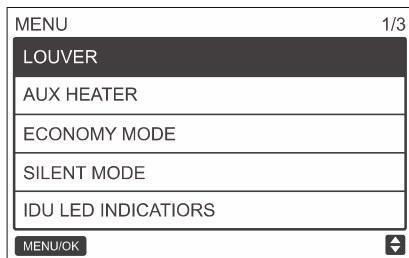 MENU 1/3
LOUVER
AUX HEATER
ECONOMY MODE
SILENT MODE
IDU LED INDICATIORS
MENU/OK